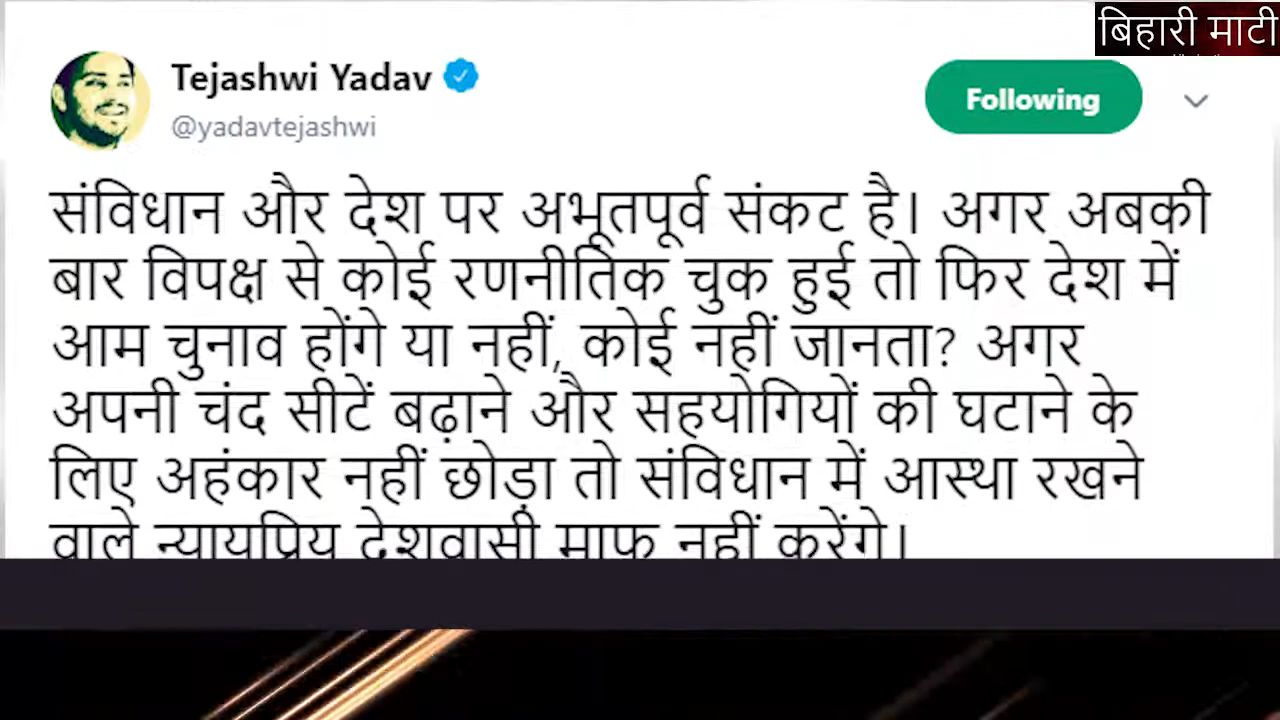 बिहारी माटी
Tejashwi Yadav
@yadavtejashwi
Following
संविधान और देश पर अभूतपूर्व संकट है। अगर अबकी
बार विपक्ष से कोई रणनीतिक चुक हुई तो फिर देश में
आम चुनाव होंगे या नहीं, कोई नहीं जानता? अगर
अपनी चंद सीटें बढ़ाने और सहयोगियों की घटाने के
लिए अहंकार नहीं छोड़ा तो संविधान में आस्था रखने
वाले न्यायप्रिय देशवासी माफ नहीं करेंगे।